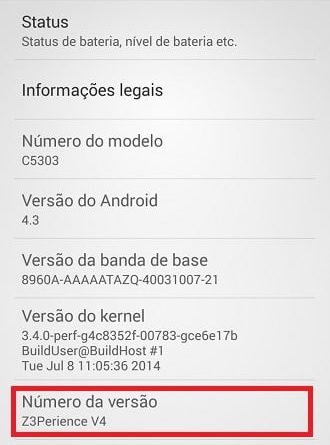 Status
Status de bateria, nível de bateria etc.
Informações legais
Número do modelo
C5303
Versão do Android
4.3
Versão da banda de base
8960A-AAAAATAZQ-40031007-21
Versão do kernel
3.4.0-perf-g4c8352f-00783-gce6e17b
BuildUser@BuildHost #1
Tue Jul 8 11:05:36 2014
Número da versão
Z3Perience V4